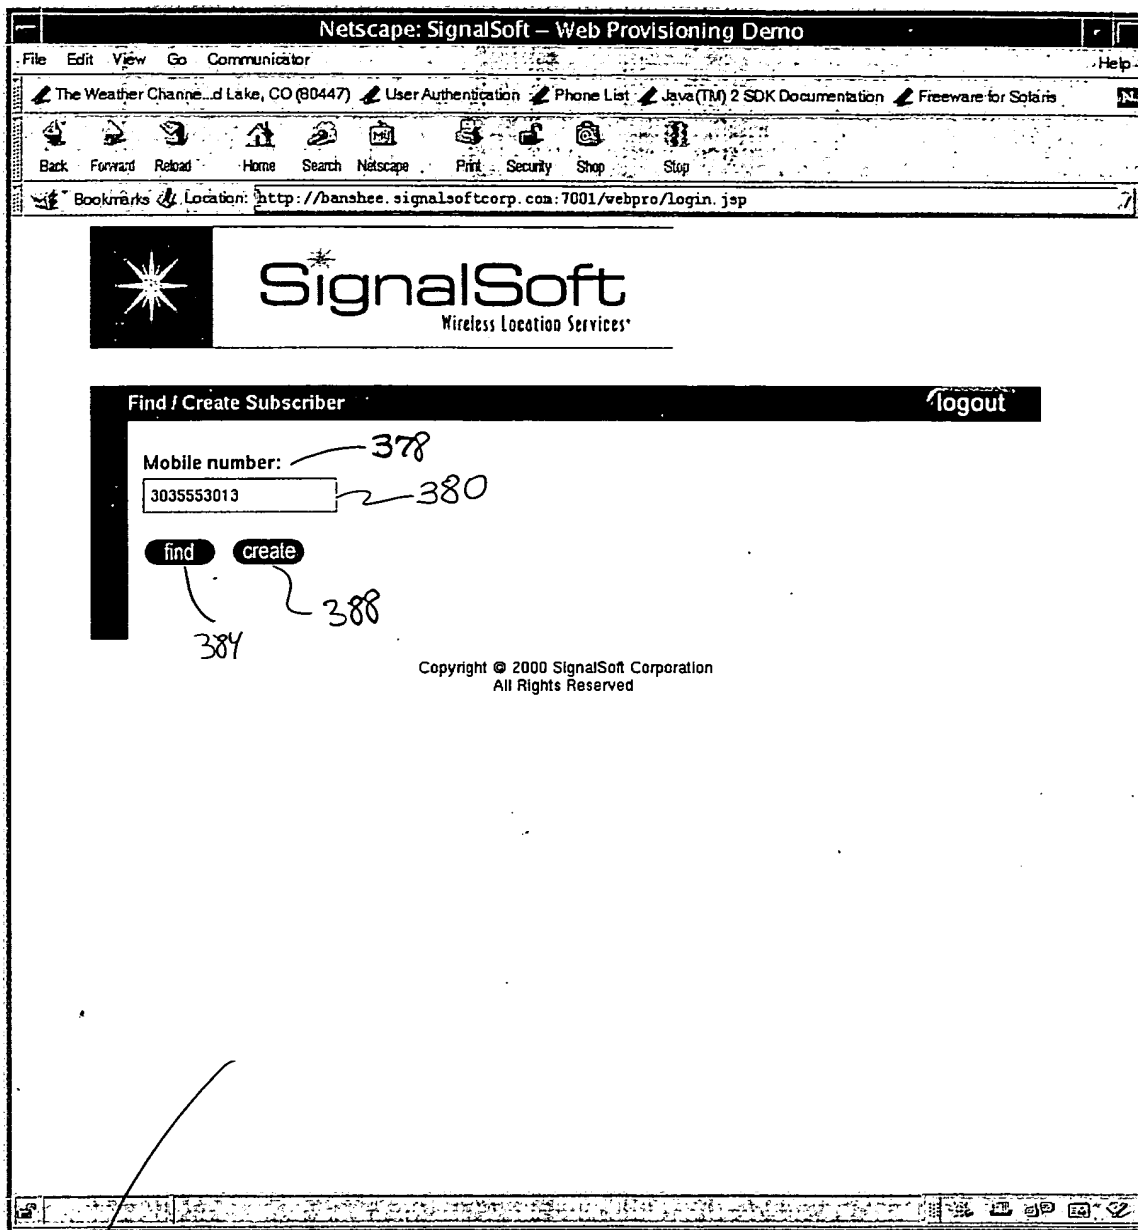 Netscape: SignalSoft – Web Provisioning Demo
File Edit View Go Communicator Help
The Weather Channe...d Lake, CO (80447) User Authentication Phone List Java(TM) 2 SDK Documentation Freeware for Solaris
Back Forward Reload Home Search Netscape Print Security Shop Stop
Bookmarks Location: http://banshee.signalsoftcorp.com:7001/webpro/login.jsp
SignalSoft
Wireless Location Services
Find / Create Subscriber logout
Mobile number: 378
3035553013 380
find create
384 388
Copyright © 2000 SignalSoft Corporation
All Rights Reserved